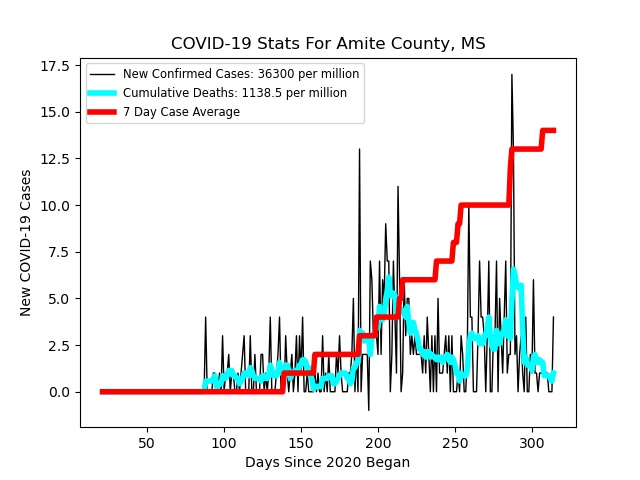 COVID-19 Stats For Amite County, MS
New Confirmed Cases: 36300 per million
Cumulative Deaths: 1138.5 per million
7 Day Case Average
New COVID-19 Cases
17.5
15.0
12.5
10.0
7.5
5.0
2.5
0.0
50 100 150 200 250 300
Days Since 2020 Began